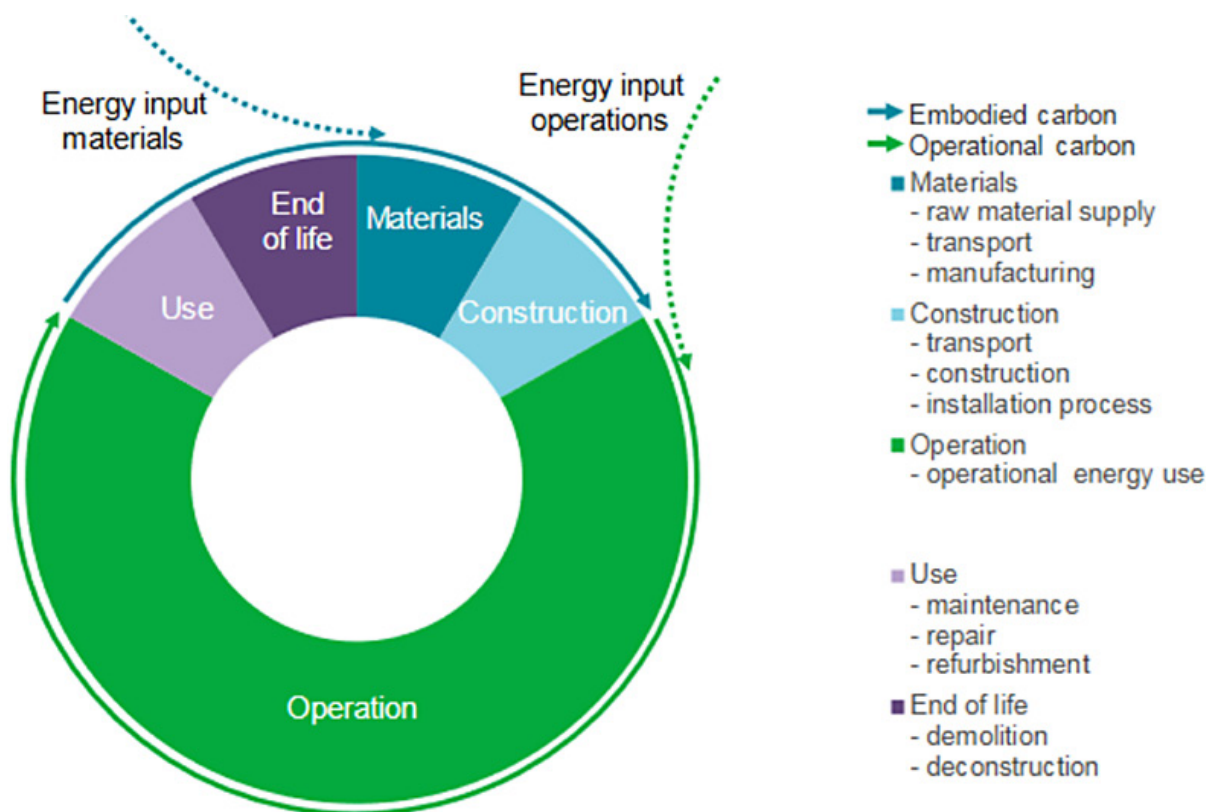 Energy input
materials
Energy input
operations
End
of life
Materials
Use
Construction
Operation
Embodied carbon
Operational carbon
Materials
- raw material supply
- transport
- manufacturing
Construction
- transport
- construction
- installation process
Operation
- operational energy use
Use
- maintenance
- repair
- refurbishment
End of life
- demolition
- deconstruction